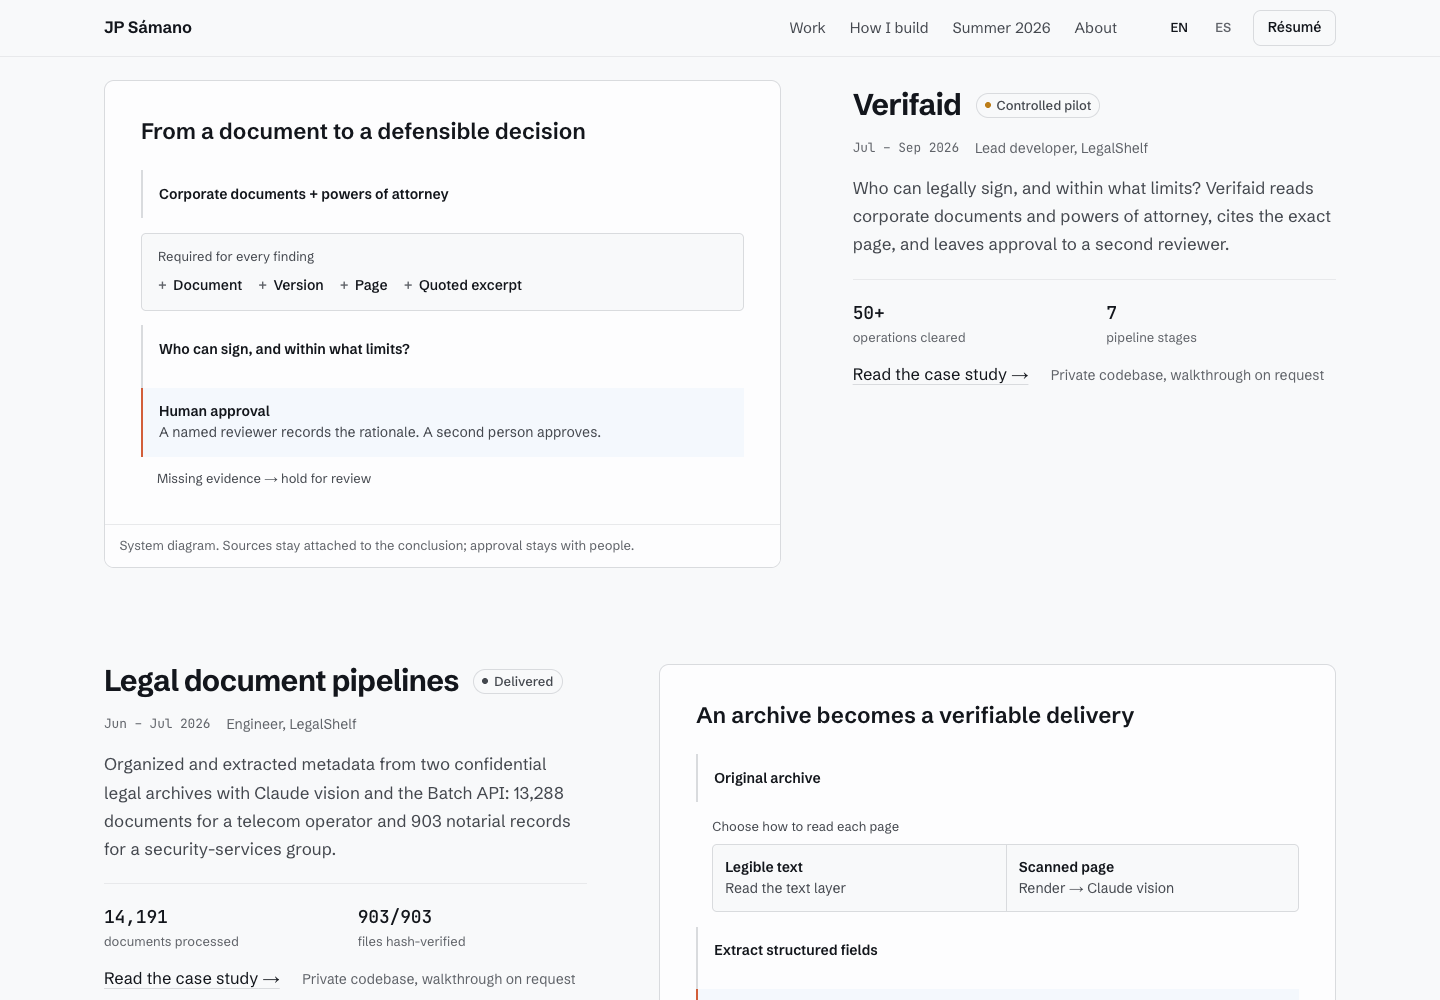 JP Sámano
Work
How I build
Summer 2026
About
EN
ES
Résumé
From a document to a defensible decision
Corporate documents + powers of attorney
Required for every finding
+ Document + Version + Page + Quoted excerpt
Who can sign, and within what limits?
Human approval
A named reviewer records the rationale. A second person approves.
Missing evidence → hold for review
System diagram. Sources stay attached to the conclusion; approval stays with people.
Verifaid
Controlled pilot
Jul – Sep 2026 Lead developer, LegalShelf
Who can legally sign, and within what limits? Verifaid reads
corporate documents and powers of attorney, cites the exact
page, and leaves approval to a second reviewer.
50+
operations cleared
7
pipeline stages
Read the case study →
Private codebase, walkthrough on request
Legal document pipelines
Delivered
Jun – Jul 2026 Engineer, LegalShelf
Organized and extracted metadata from two confidential
legal archives with Claude vision and the Batch API: 13,288
documents for a telecom operator and 903 notarial records
for a security-services group.
14,191
documents processed
903/903
files hash-verified
Read the case study →
Private codebase, walkthrough on request
An archive becomes a verifiable delivery
Original archive
Choose how to read each page
Legible text
Read the text layer
Scanned page
Render → Claude vision
Extract structured fields